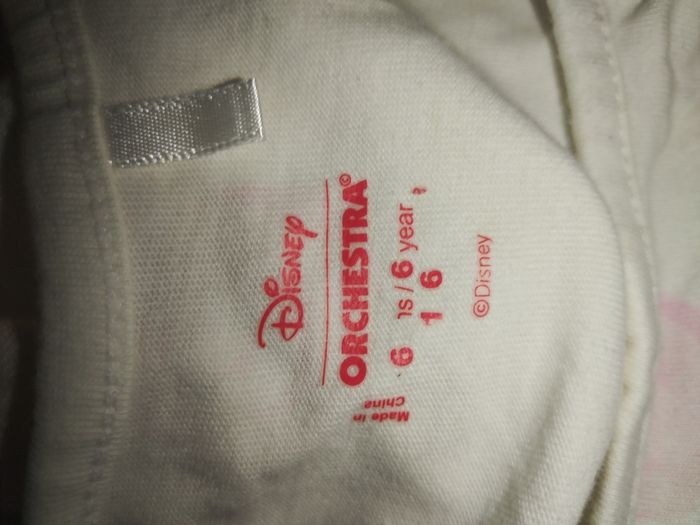 Disney
ORCHESTRA©
6 ns / 6 year
1 6
©Disney
Made in
China